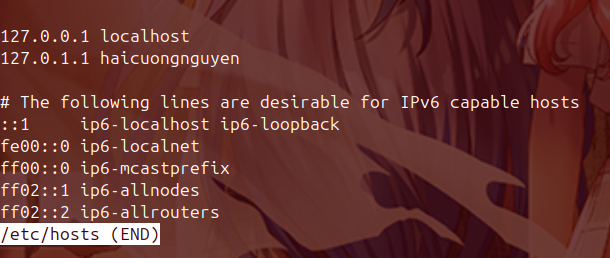 127.0.0.1 localhost
127.0.1.1 haicuongnguyen
# The following lines are desirable for IPv6 capable hosts
::1     ip6-localhost ip6-loopback
fe00::0 ip6-localnet
ff00::0 ip6-mcastprefix
ff02::1 ip6-allnodes
ff02::2 ip6-allrouters
/etc/hosts (END)